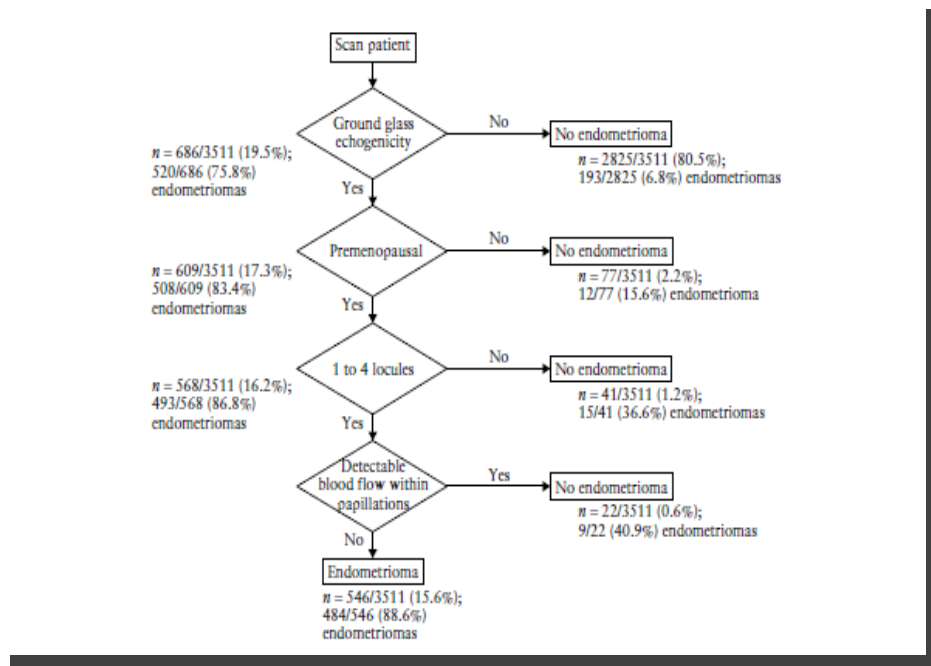 Scan patient
Ground glass
echogenicity
No
No endometrioma
n = 2825/3511 (80.5%);
193/2825 (6.8%) endometriomas
n = 686/3511 (19.5%);
520/686 (75.8%)
endometriomas
Yes
Premenopausal
No
No endometrioma
n = 77/3511 (2.2%);
12/77 (15.6%) endometrioma
n = 609/3511 (17.3%);
508/609 (83.4%)
endometriomas
Yes
1 to 4 locules
No
No endometrioma
n = 41/3511 (1.2%);
15/41 (36.6%) endometriomas
n = 568/3511 (16.2%);
493/568 (86.8%)
endometriomas
Yes
Detectable
blood flow within
papillations
Yes
No endometrioma
n = 22/3511 (0.6%);
9/22 (40.9%) endometriomas
No
Endometrioma
n = 546/3511 (15.6%);
484/546 (88.6%)
endometriomas